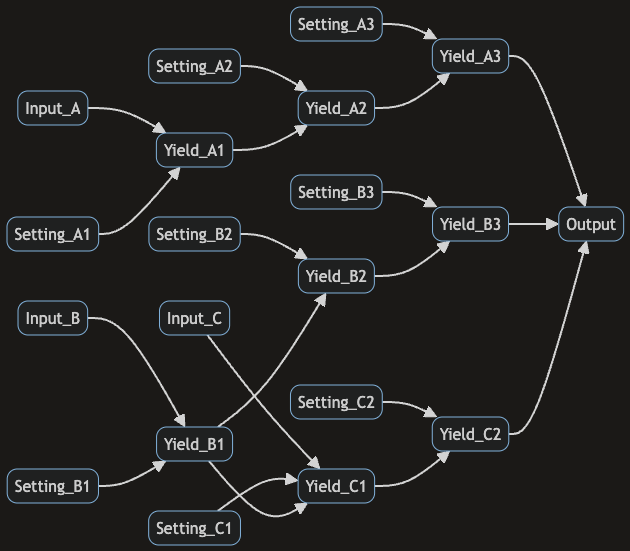 Setting_A3
Yield_A3
Setting_A2
Input_A
Yield_A2
Yield_A1
Setting_A1
Setting_B3
Setting_B2
Yield_B3
Output
Yield_B2
Input_B
Input_C
Setting_C2
Yield_B1
Yield_C2
Setting_B1
Yield_C1
Setting_C1